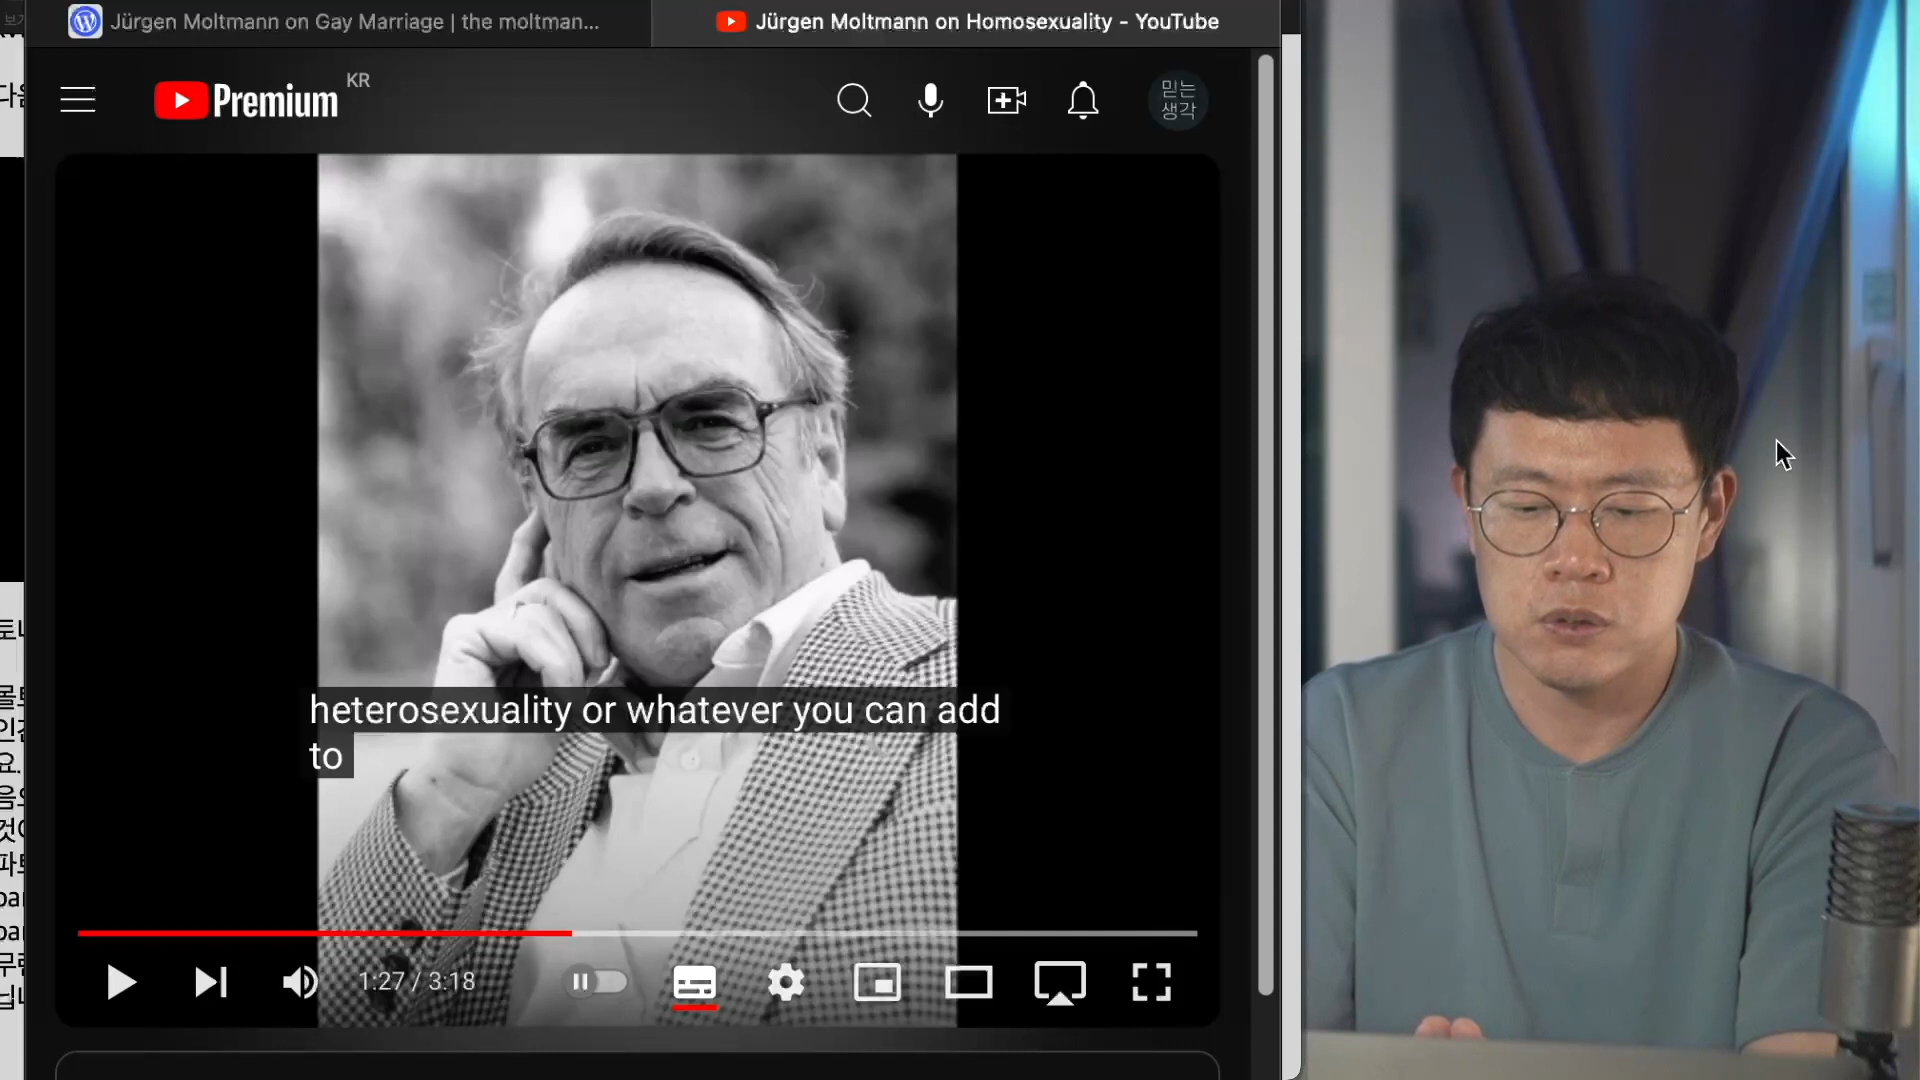 Jürgen Moltmann on Gay Marriage | the moltman...
Jürgen Moltmann on Homosexuality - YouTube
Premium KR
믿는
생각
heterosexuality or whatever you can add
to
1:27 / 3:18
요.